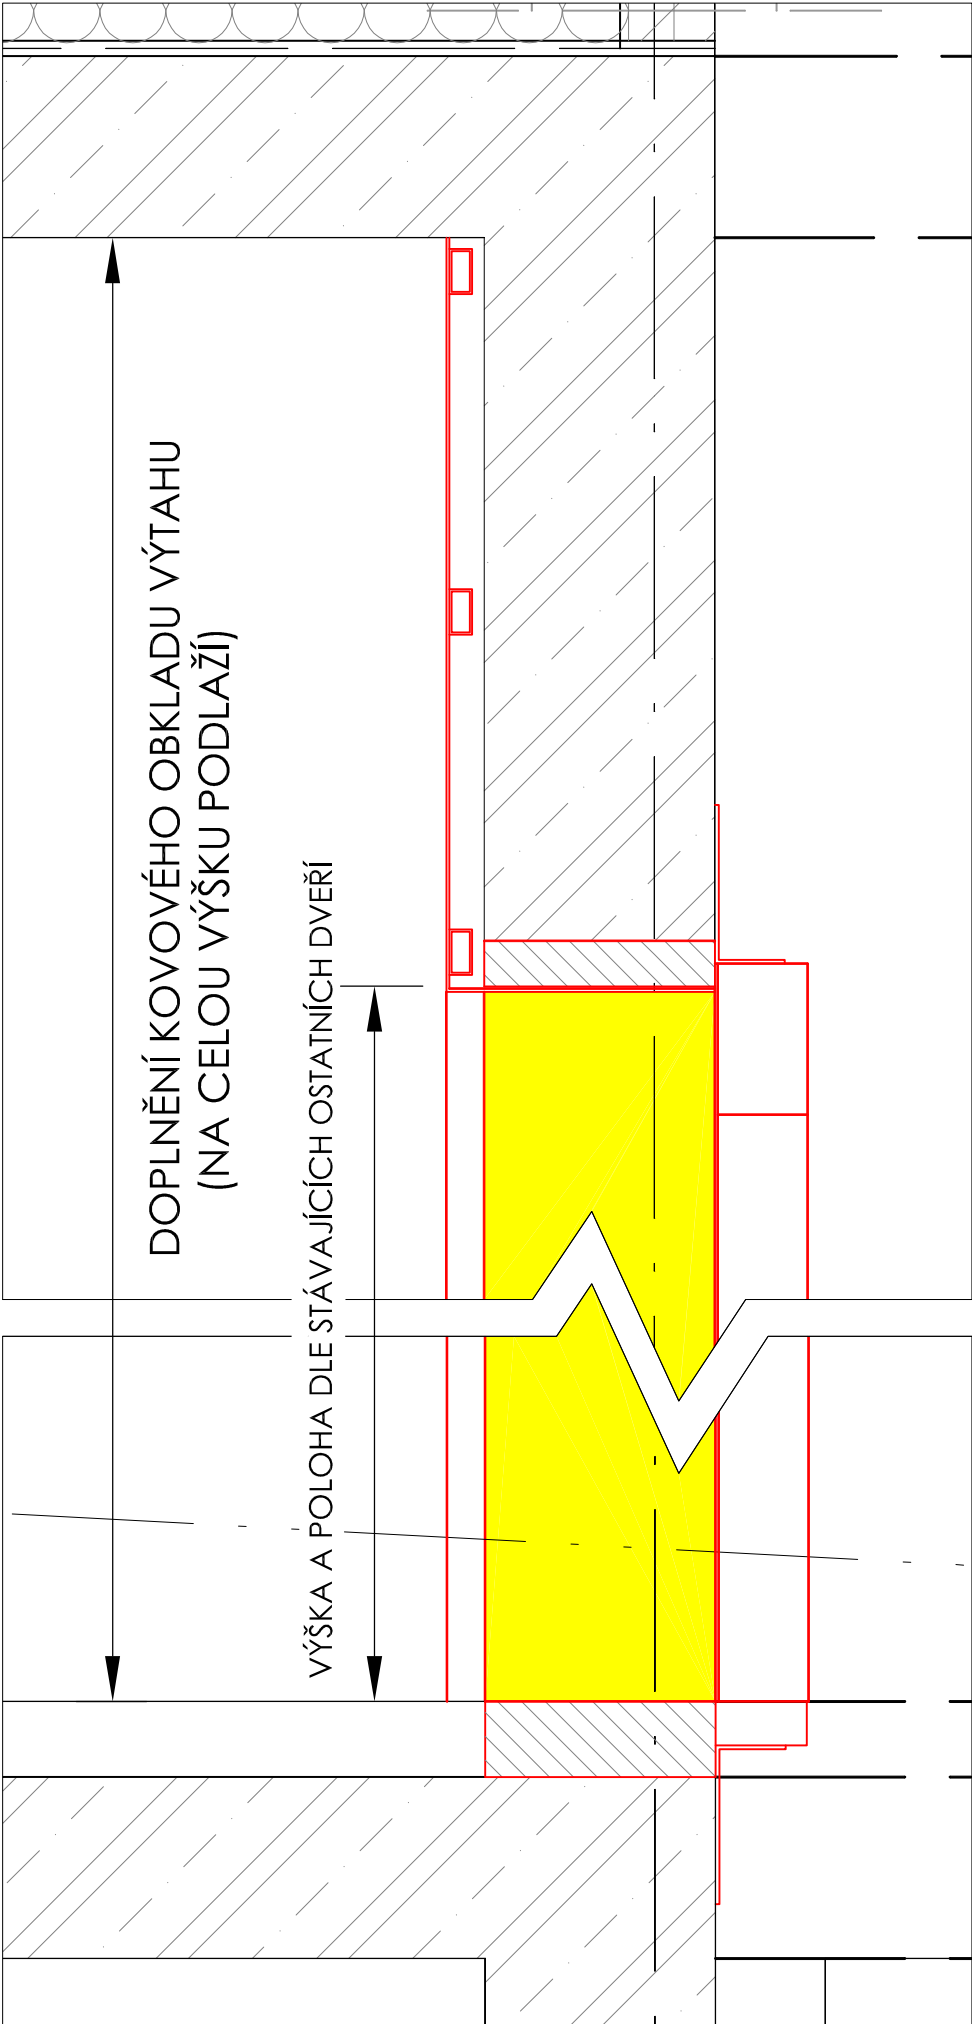 DOPLNĚNÍ KOVOVÉHO OBKLADU VÝTAHU
(NA CELOU VÝŠKU PODLAŽÍ)
VÝŠKA A POLOHA DLE STÁVAJÍCÍCH OSTATNÍCH DVEŘÍ